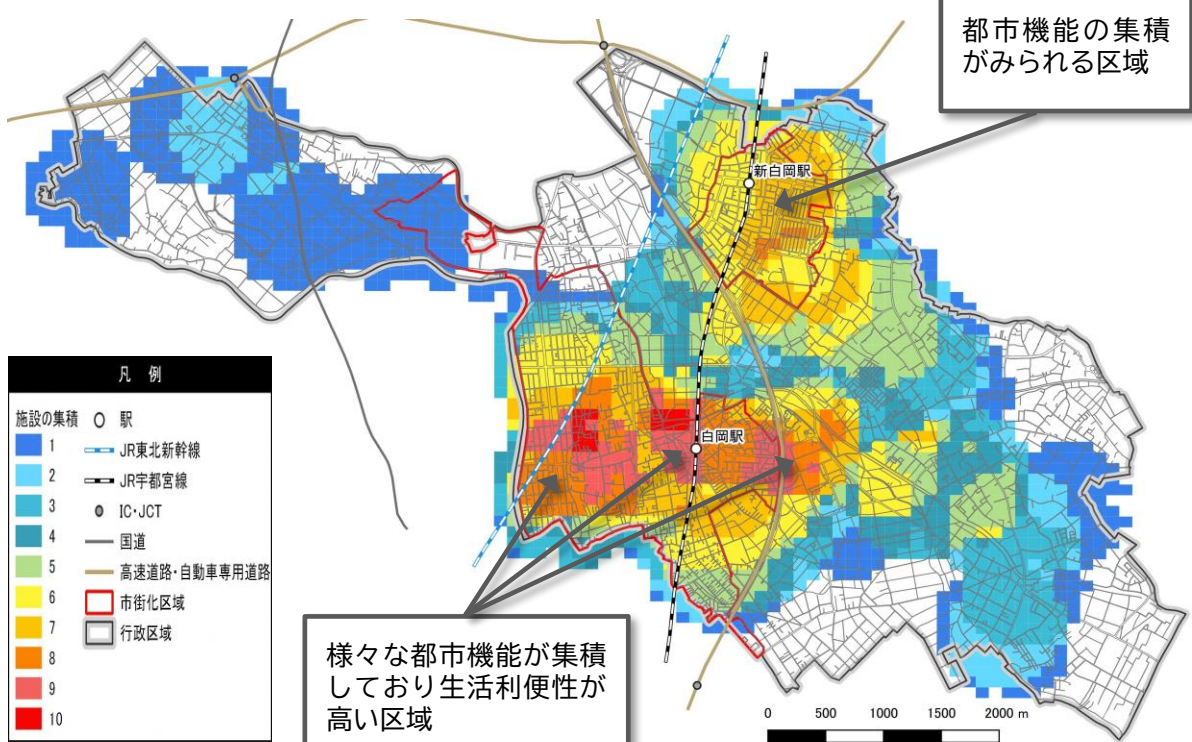 都市機能の集積
がみられる区域
新白岡駅
白岡駅
凡 例
施設の集積
1
2
3
4
5
6
7
8
9
10
駅
JR東北新幹線
JR宇都宮線
IC・JCT
国道
高速道路・自動車専用道路
市街化区域
行政区域
様々な都市機能が集積
しており生活利便性が
高い区域
0 500 1000 1500 2000 m